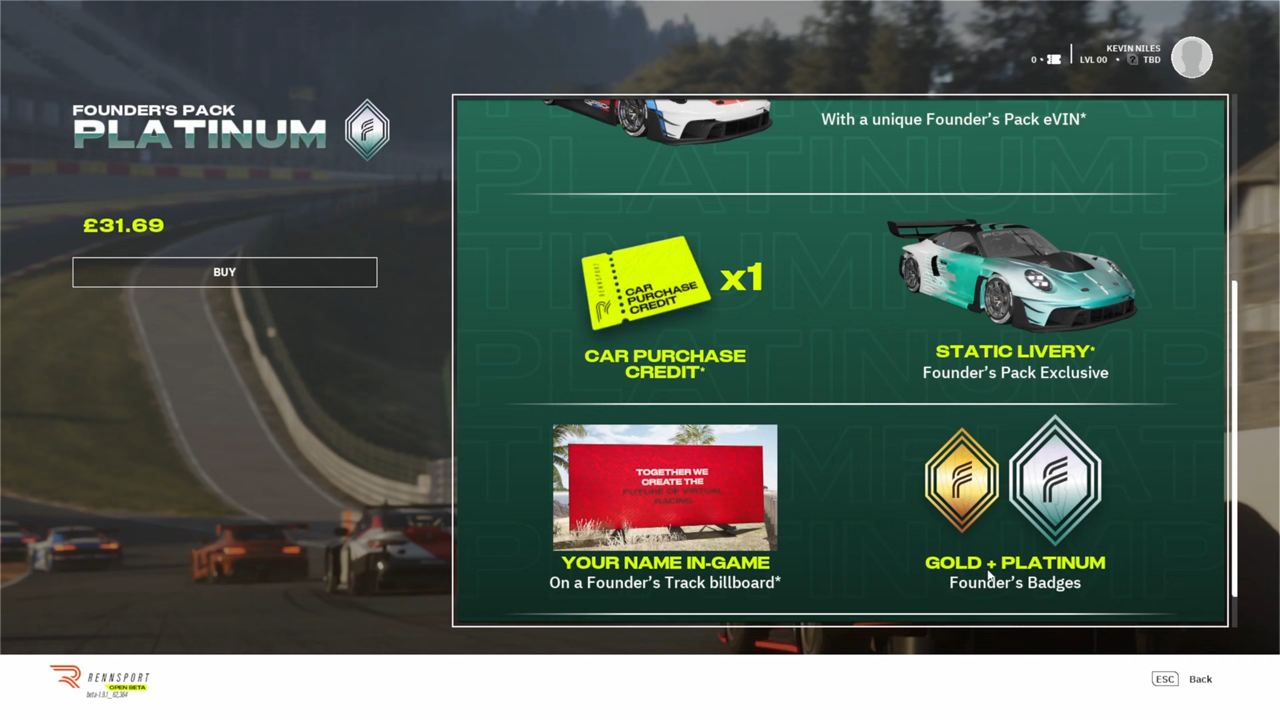 KEVIN NILES
0 • LVL 00 • ? TBD
FOUNDER'S PACK
PLATINUM
£31.69
BUY
With a unique Founder's Pack eVIN*
RENNSPORT
CAR
PURCHASE
CREDIT
x1
CAR PURCHASE
CREDIT*
STATIC LIVERY*
Founder's Pack Exclusive
TOGETHER WE
CREATE THE
FUTURE OF VIRTUAL
RACING
YOUR NAME IN-GAME
On a Founder's Track billboard*
GOLD + PLATINUM
Founder's Badges
RENNSPORT
OPEN BETA
ESC Back